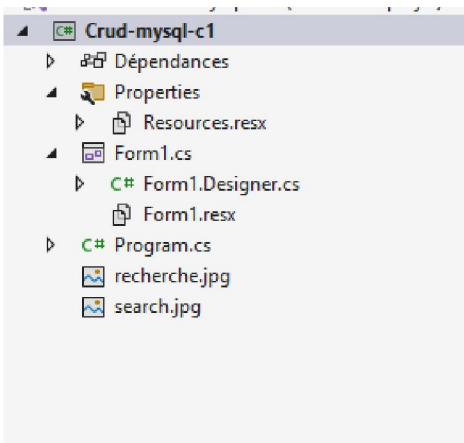 Crud-mysql-c1
Dépendances
Properties
Resources.resx
Form1.cs
C# Form1.Designer.cs
Form1.resx
C# Program.cs
recherche.jpg
search.jpg